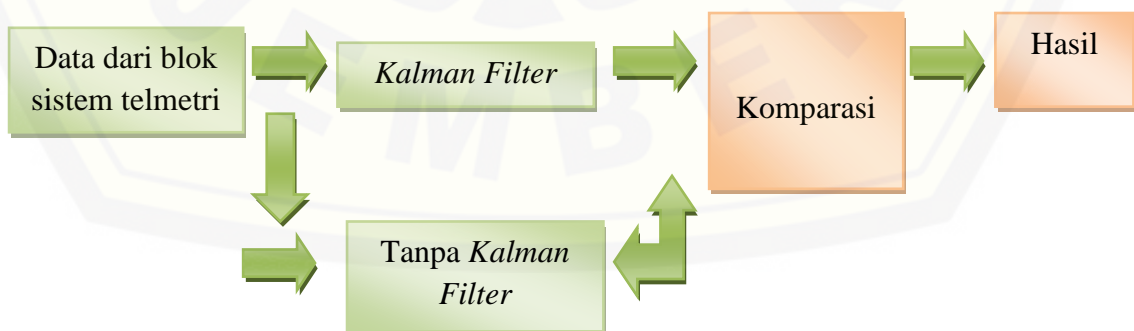 Data dari blok
sistem telmetri
Kalman Filter
Komparasi
Hasil
Tanpa Kalman
Filter